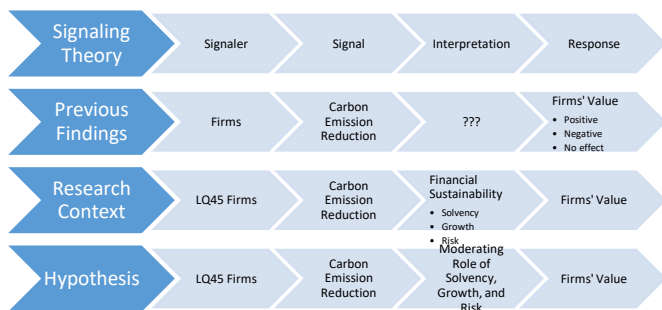 Signaling
Theory
Signaler
Signal
Interpretation
Response
Previous
Findings
Firms
Carbon
Emission
Reduction
???
Firms' Value
• Positive
• Negative
• No effect
Research
Context
LQ45 Firms
Carbon
Emission
Reduction
Financial
Sustainability
• Solvency
• Growth
• Risk
Firms' Value
Hypothesis
LQ45 Firms
Carbon
Emission
Reduction
Moderating
Role of
Solvency,
Growth, and
Risk
Firms' Value